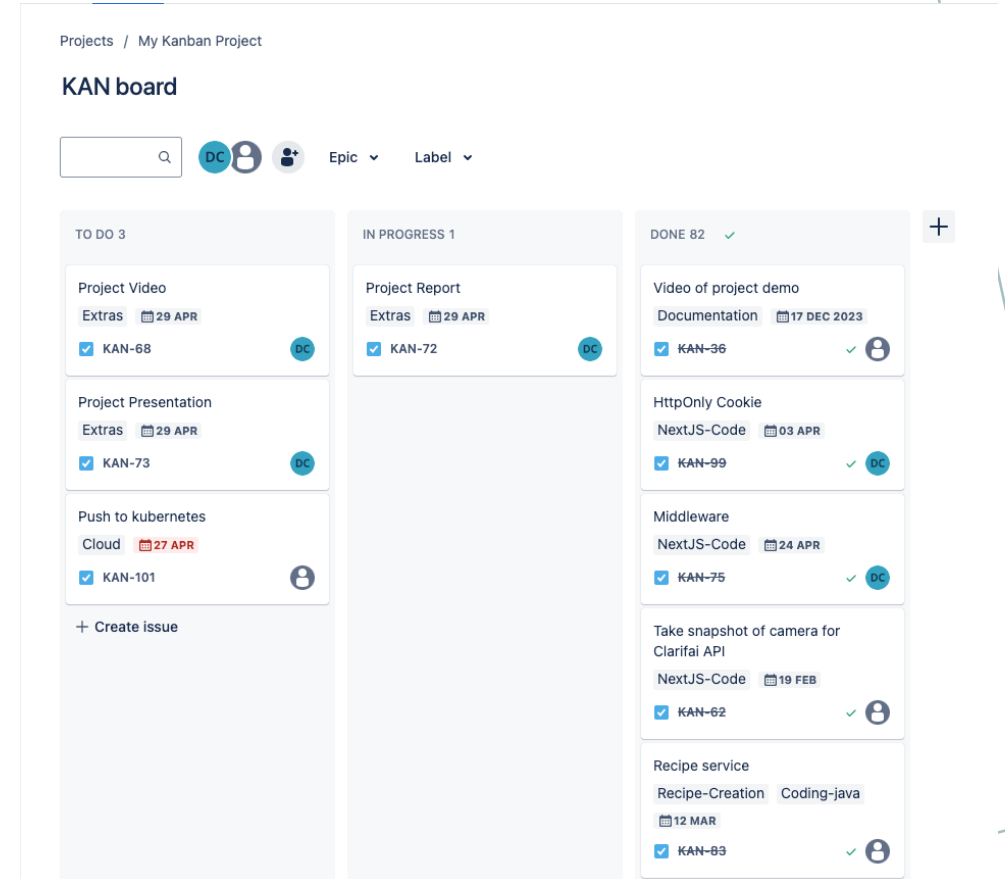 Projects / My Kanban Project
KAN board
DC
Epic
Label
TO DO 3
Project Video
Extras 29 APR
KAN-68 DC
Project Presentation
Extras 29 APR
KAN-73 DC
Push to kubernetes
Cloud 27 APR
KAN-101
+ Create issue
IN PROGRESS 1
Project Report
Extras 29 APR
KAN-72 DC
DONE 82
Video of project demo
Documentation 17 DEC 2023
KAN-36
HttpOnly Cookie
NextJS-Code 03 APR
KAN-99 DC
Middleware
NextJS-Code 24 APR
KAN-75 DC
Take snapshot of camera for
Clarifai API
NextJS-Code 19 FEB
KAN-62
Recipe service
Recipe-Creation Coding-java
12 MAR
KAN-83